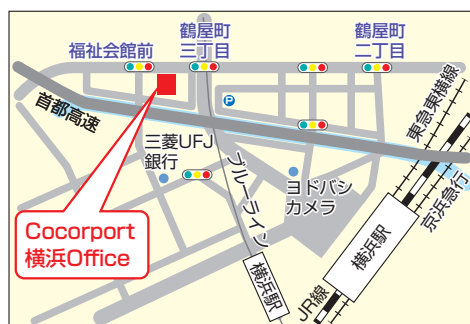 福祉会館前
鶴屋町
三丁目
鶴屋町
二丁目
首都高速
P
東急東横線
京浜急行
三菱UFJ
銀行
ブルーライン
ヨドバシ
カメラ
Cocorport
横浜Office
横浜駅
横浜駅
JR線